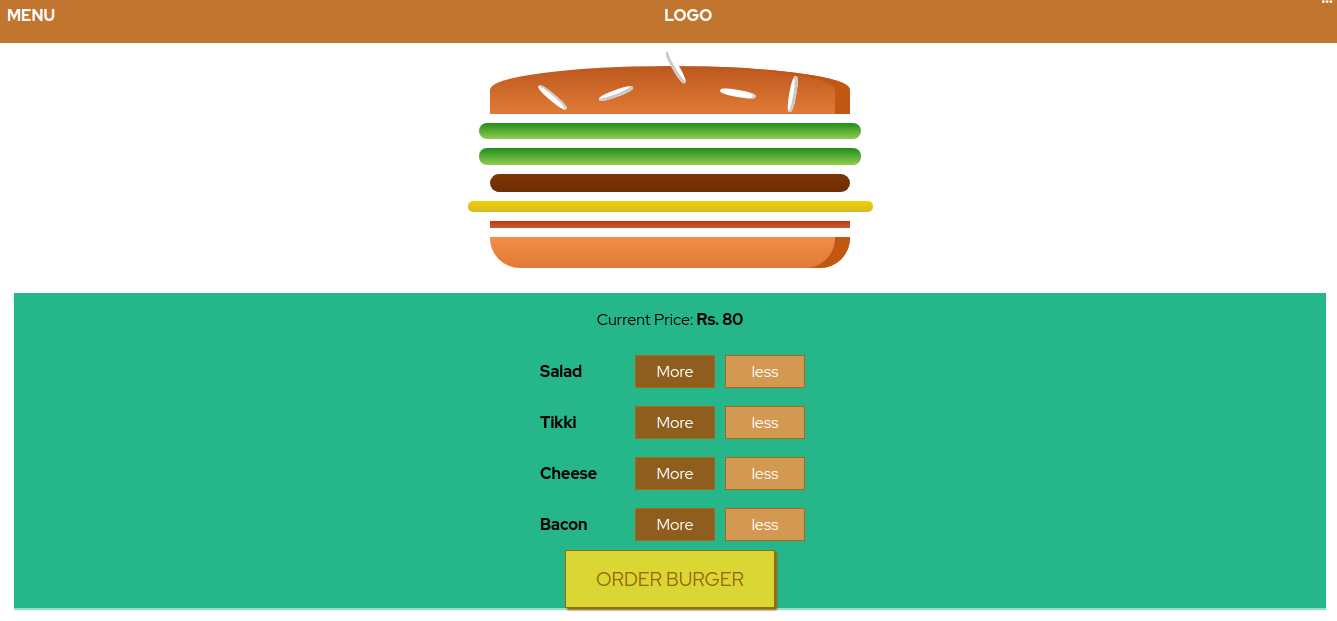 MENU LOGO ...
Current Price: Rs. 80
Salad More less
Tikki More less
Cheese More less
Bacon More less
ORDER BURGER